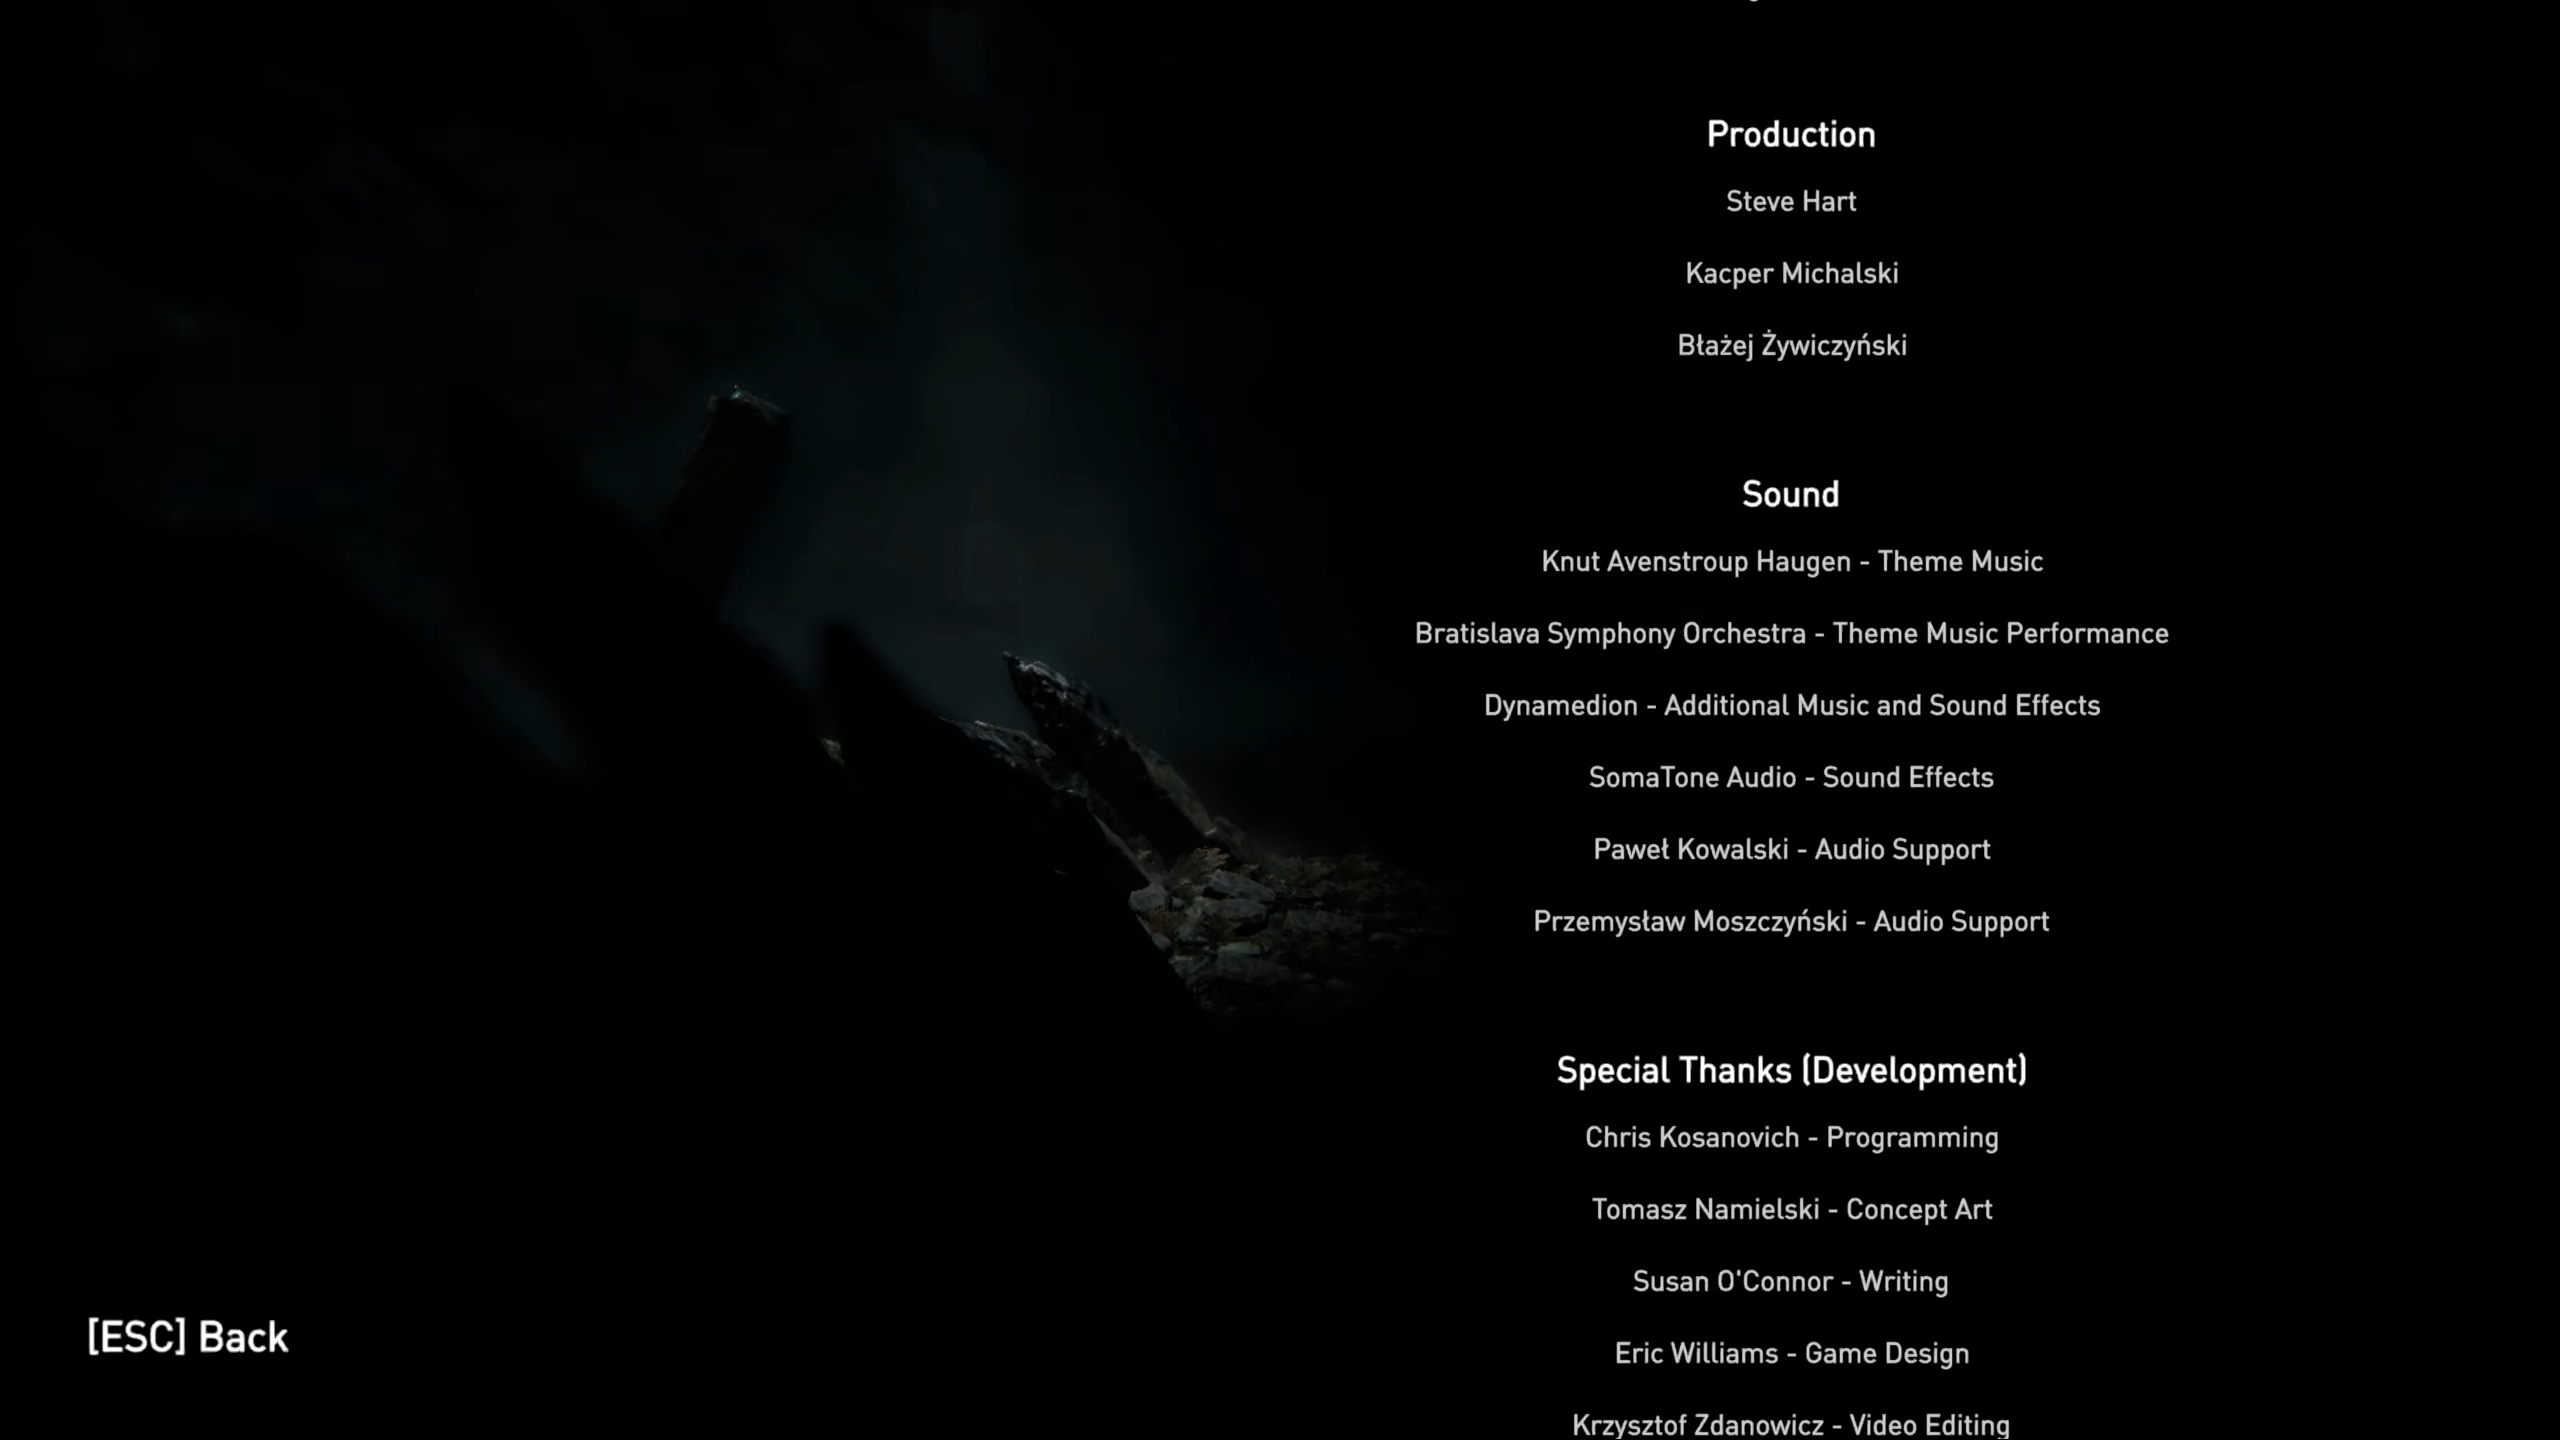 Production
Steve Hart
Kacper Michalski
Błażej Żywiczyński
Sound
Knut Avenstroup Haugen - Theme Music
Bratislava Symphony Orchestra - Theme Music Performance
Dynamedion - Additional Music and Sound Effects
SomaTone Audio - Sound Effects
Paweł Kowalski - Audio Support
Przemysław Moszczyński - Audio Support
Special Thanks (Development)
Chris Kosanovich - Programming
Tomasz Namielski - Concept Art
Susan O'Connor - Writing
Eric Williams - Game Design
Krzysztof Zdanowicz - Video Editing
[ESC] Back